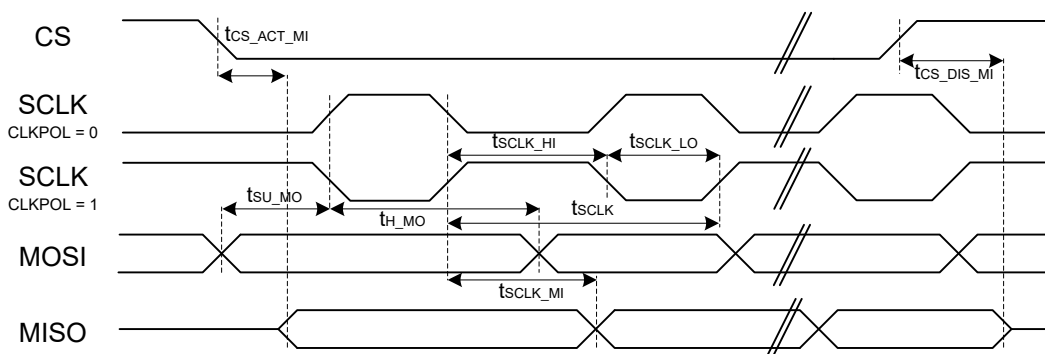 CS
tCS_ACT_MI
tCS_DIS_MI
SCLK
CLKPOL = 0
tSCLK_HI
tSCLK_LO
SCLK
CLKPOL = 1
tSU_MO
tH_MO
tSCLK
MOSI
tSCLK_MI
MISO